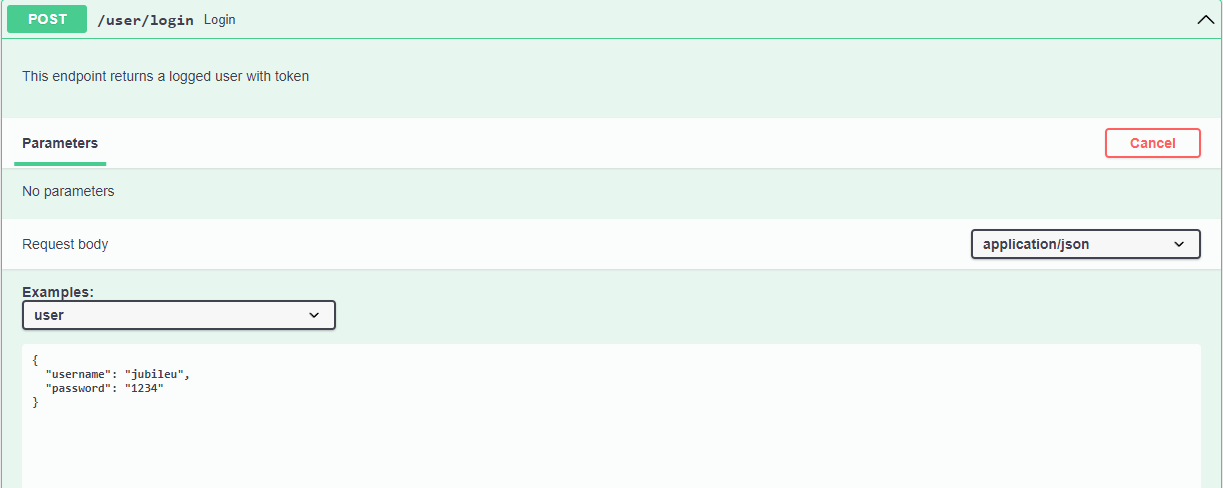 POST /user/login Login
This endpoint returns a logged user with token
Parameters Cancel
No parameters
Request body application/json
Examples:
user
{
  "username": "jubileu",
  "password": "1234"
}